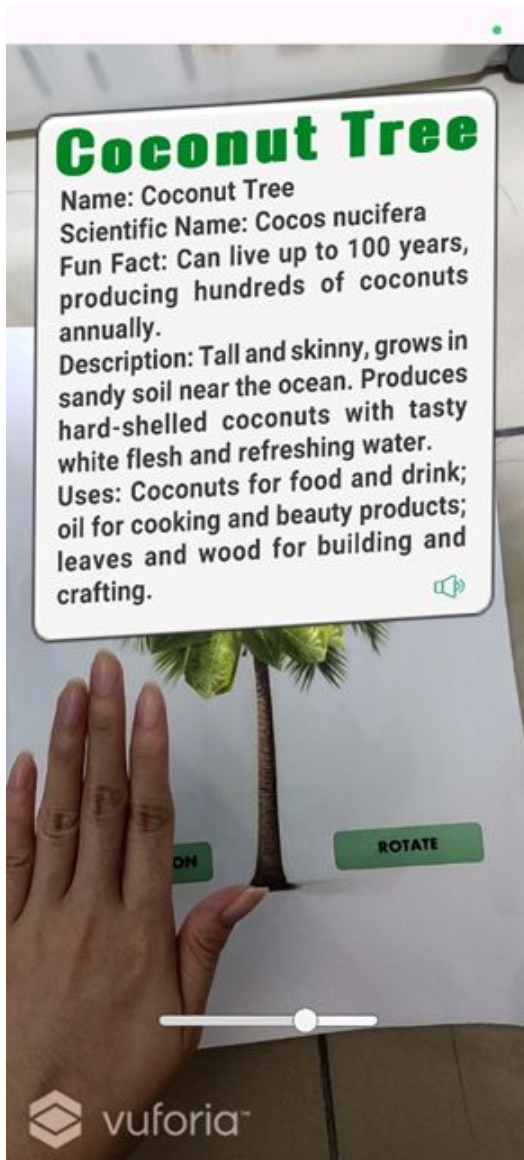 Coconut Tree
Name: Coconut Tree
Scientific Name: Cocos nucifera
Fun Fact: Can live up to 100 years,
producing hundreds of coconuts
annually.
Description: Tall and skinny, grows in
sandy soil near the ocean. Produces
hard-shelled coconuts with tasty
white flesh and refreshing water.
Uses: Coconuts for food and drink;
oil for cooking and beauty products;
leaves and wood for building and
crafting.
ROTATE
vuforia™